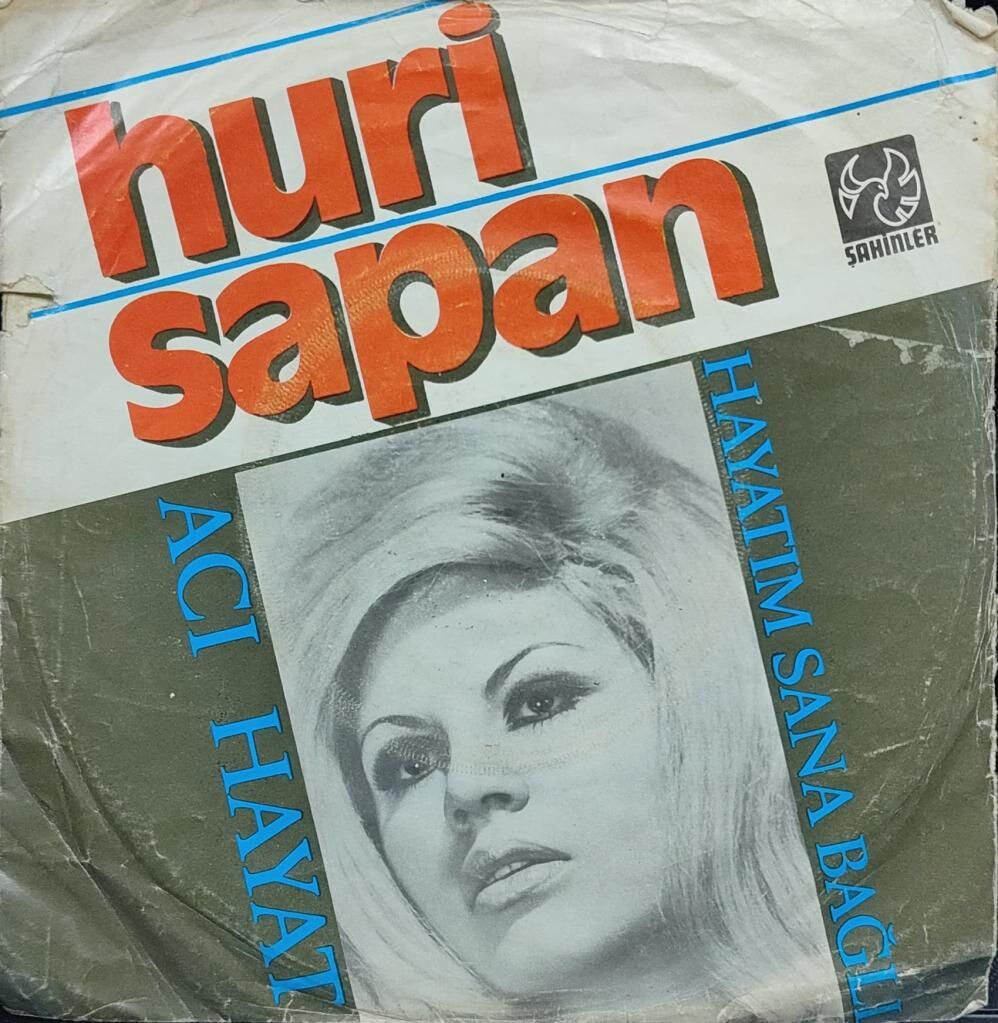 huri
sapan
ŞAHİNLER
ACI HAYAT
HAYATIM SANA BAĞLI